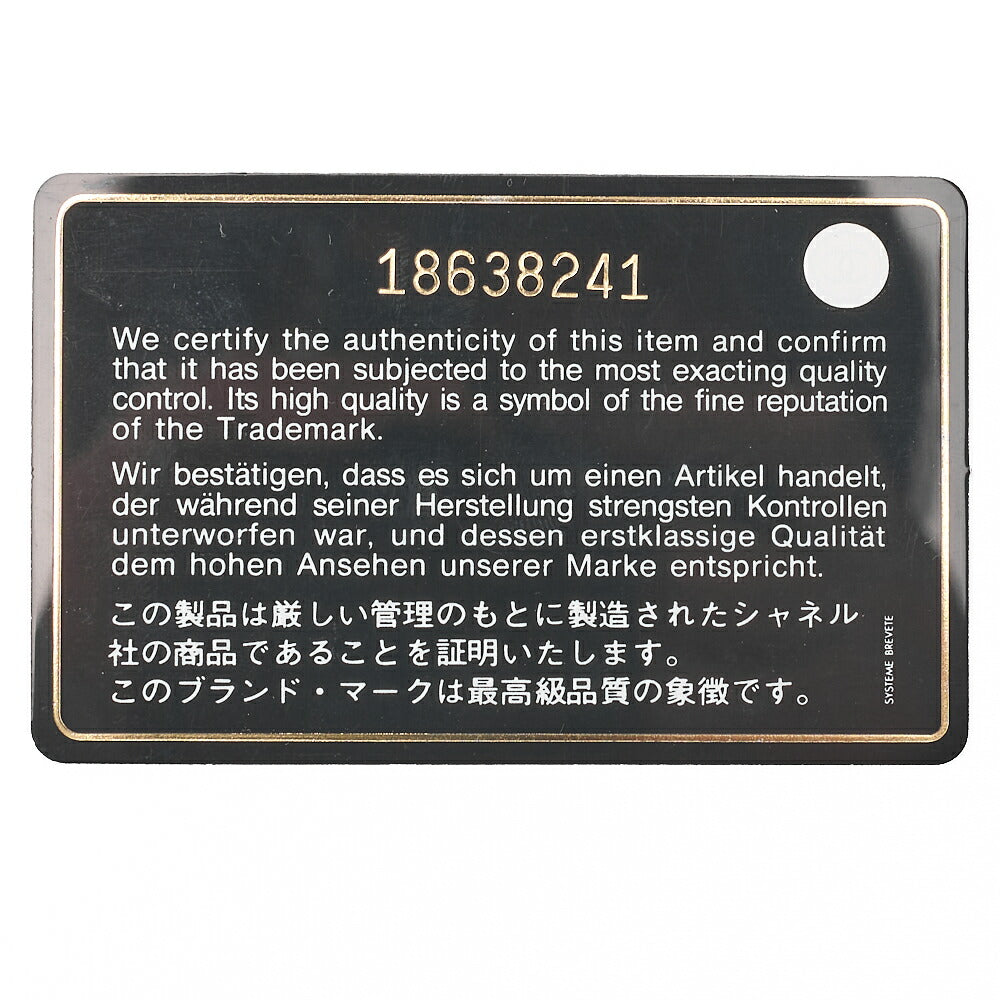 18638241
We certify the authenticity of this item and confirm
that it has been subjected to the most exacting quality
control. Its high quality is a symbol of the fine reputation
of the Trademark.
Wir bestätigen, dass es sich um einen Artikel handelt,
der während seiner Herstellung strengsten Kontrollen
unterworfen war, und dessen erstklassige Qualität
dem hohen Ansehen unserer Marke entspricht.
この製品は厳しい管理のもとに製造されたシャネル
社の商品であることを証明いたします。
このブランド・マークは最高級品質の象徴です。
SYSTEME BREVETE